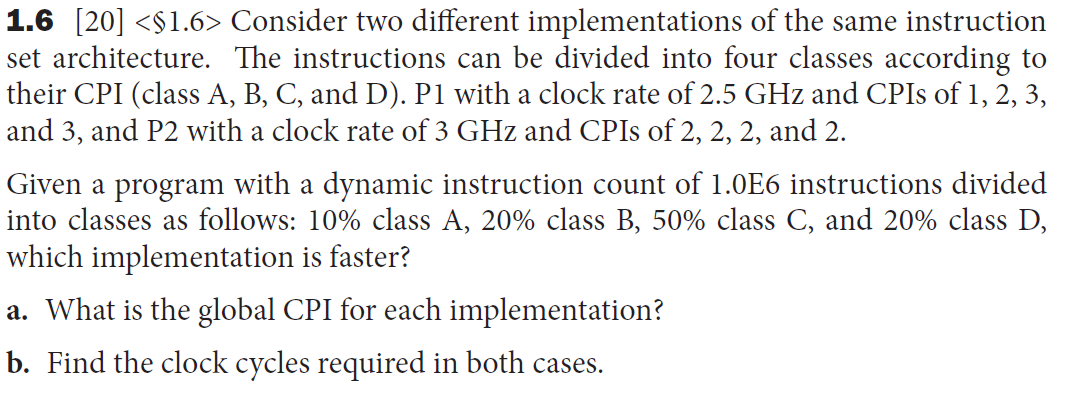 1.6 [20] <§1.6> Consider two different implementations of the same instruction
set architecture. The instructions can be divided into four classes according to
their CPI (class A, B, C, and D). P1 with a clock rate of 2.5 GHz and CPIs of 1, 2, 3,
and 3, and P2 with a clock rate of 3 GHz and CPIs of 2, 2, 2, and 2.
Given a program with a dynamic instruction count of 1.0E6 instructions divided
into classes as follows: 10% class A, 20% class B, 50% class C, and 20% class D,
which implementation is faster?
a. What is the global CPI for each implementation?
b. Find the clock cycles required in both cases.